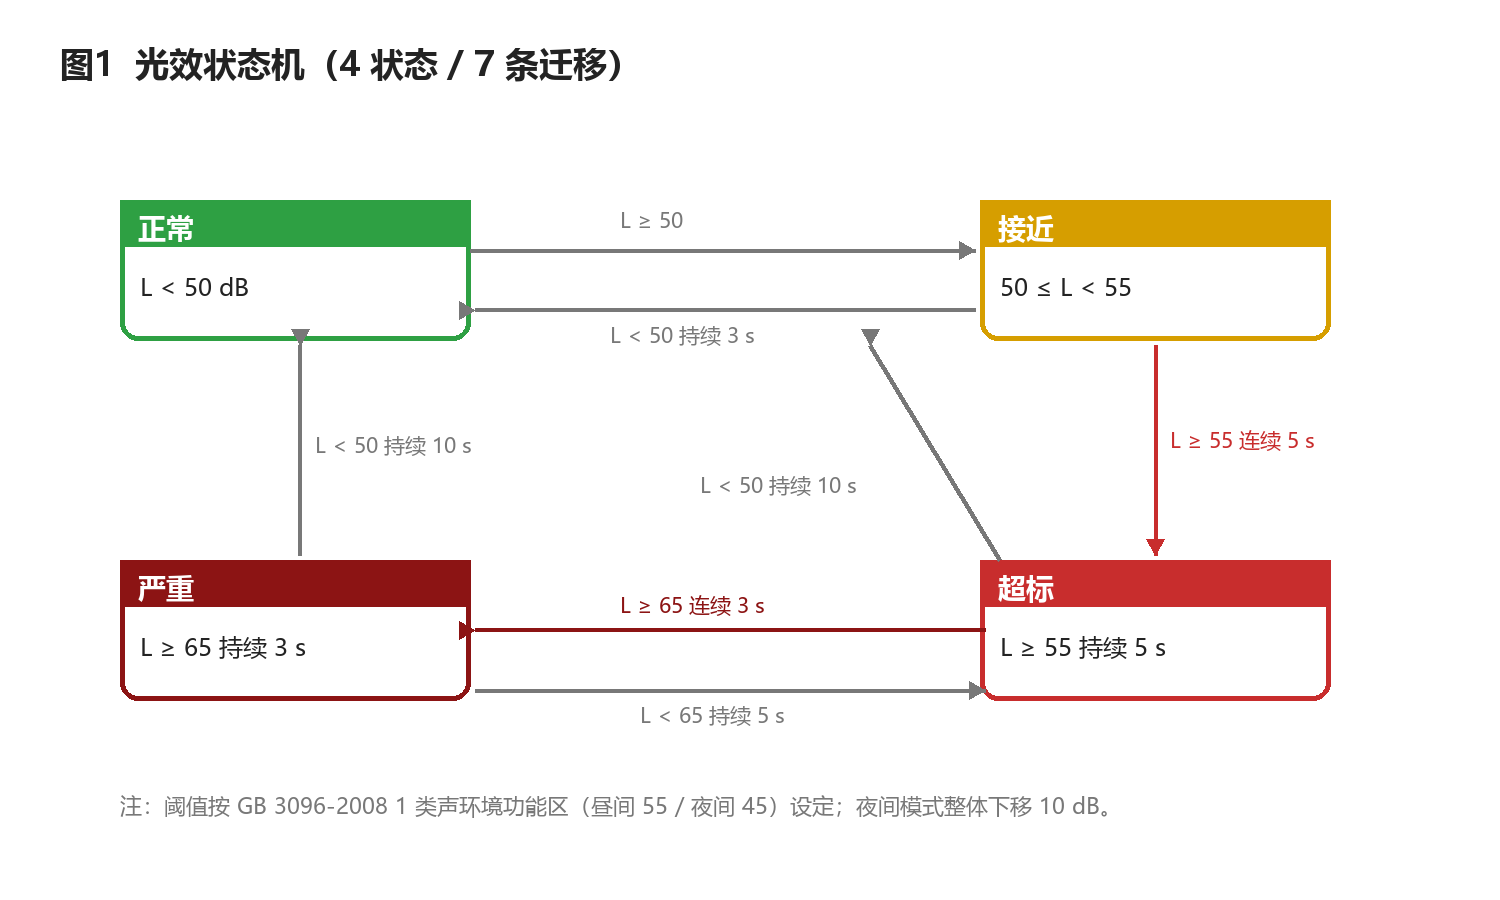 图1 光效状态机（4 状态 / 7 条迁移）
正常
L < 50 dB
L ≥ 50
接近
50 ≤ L < 55
L < 50 持续 3 s
L < 50 持续 10 s
L < 50 持续 10 s
L ≥ 55 连续 5 s
严重
L ≥ 65 持续 3 s
L ≥ 65 连续 3 s
超标
L ≥ 55 持续 5 s
L < 65 持续 5 s
注：阈值按 GB 3096-2008 1 类声环境功能区（昼间 55 / 夜间 45）设定；夜间模式整体下移 10 dB。